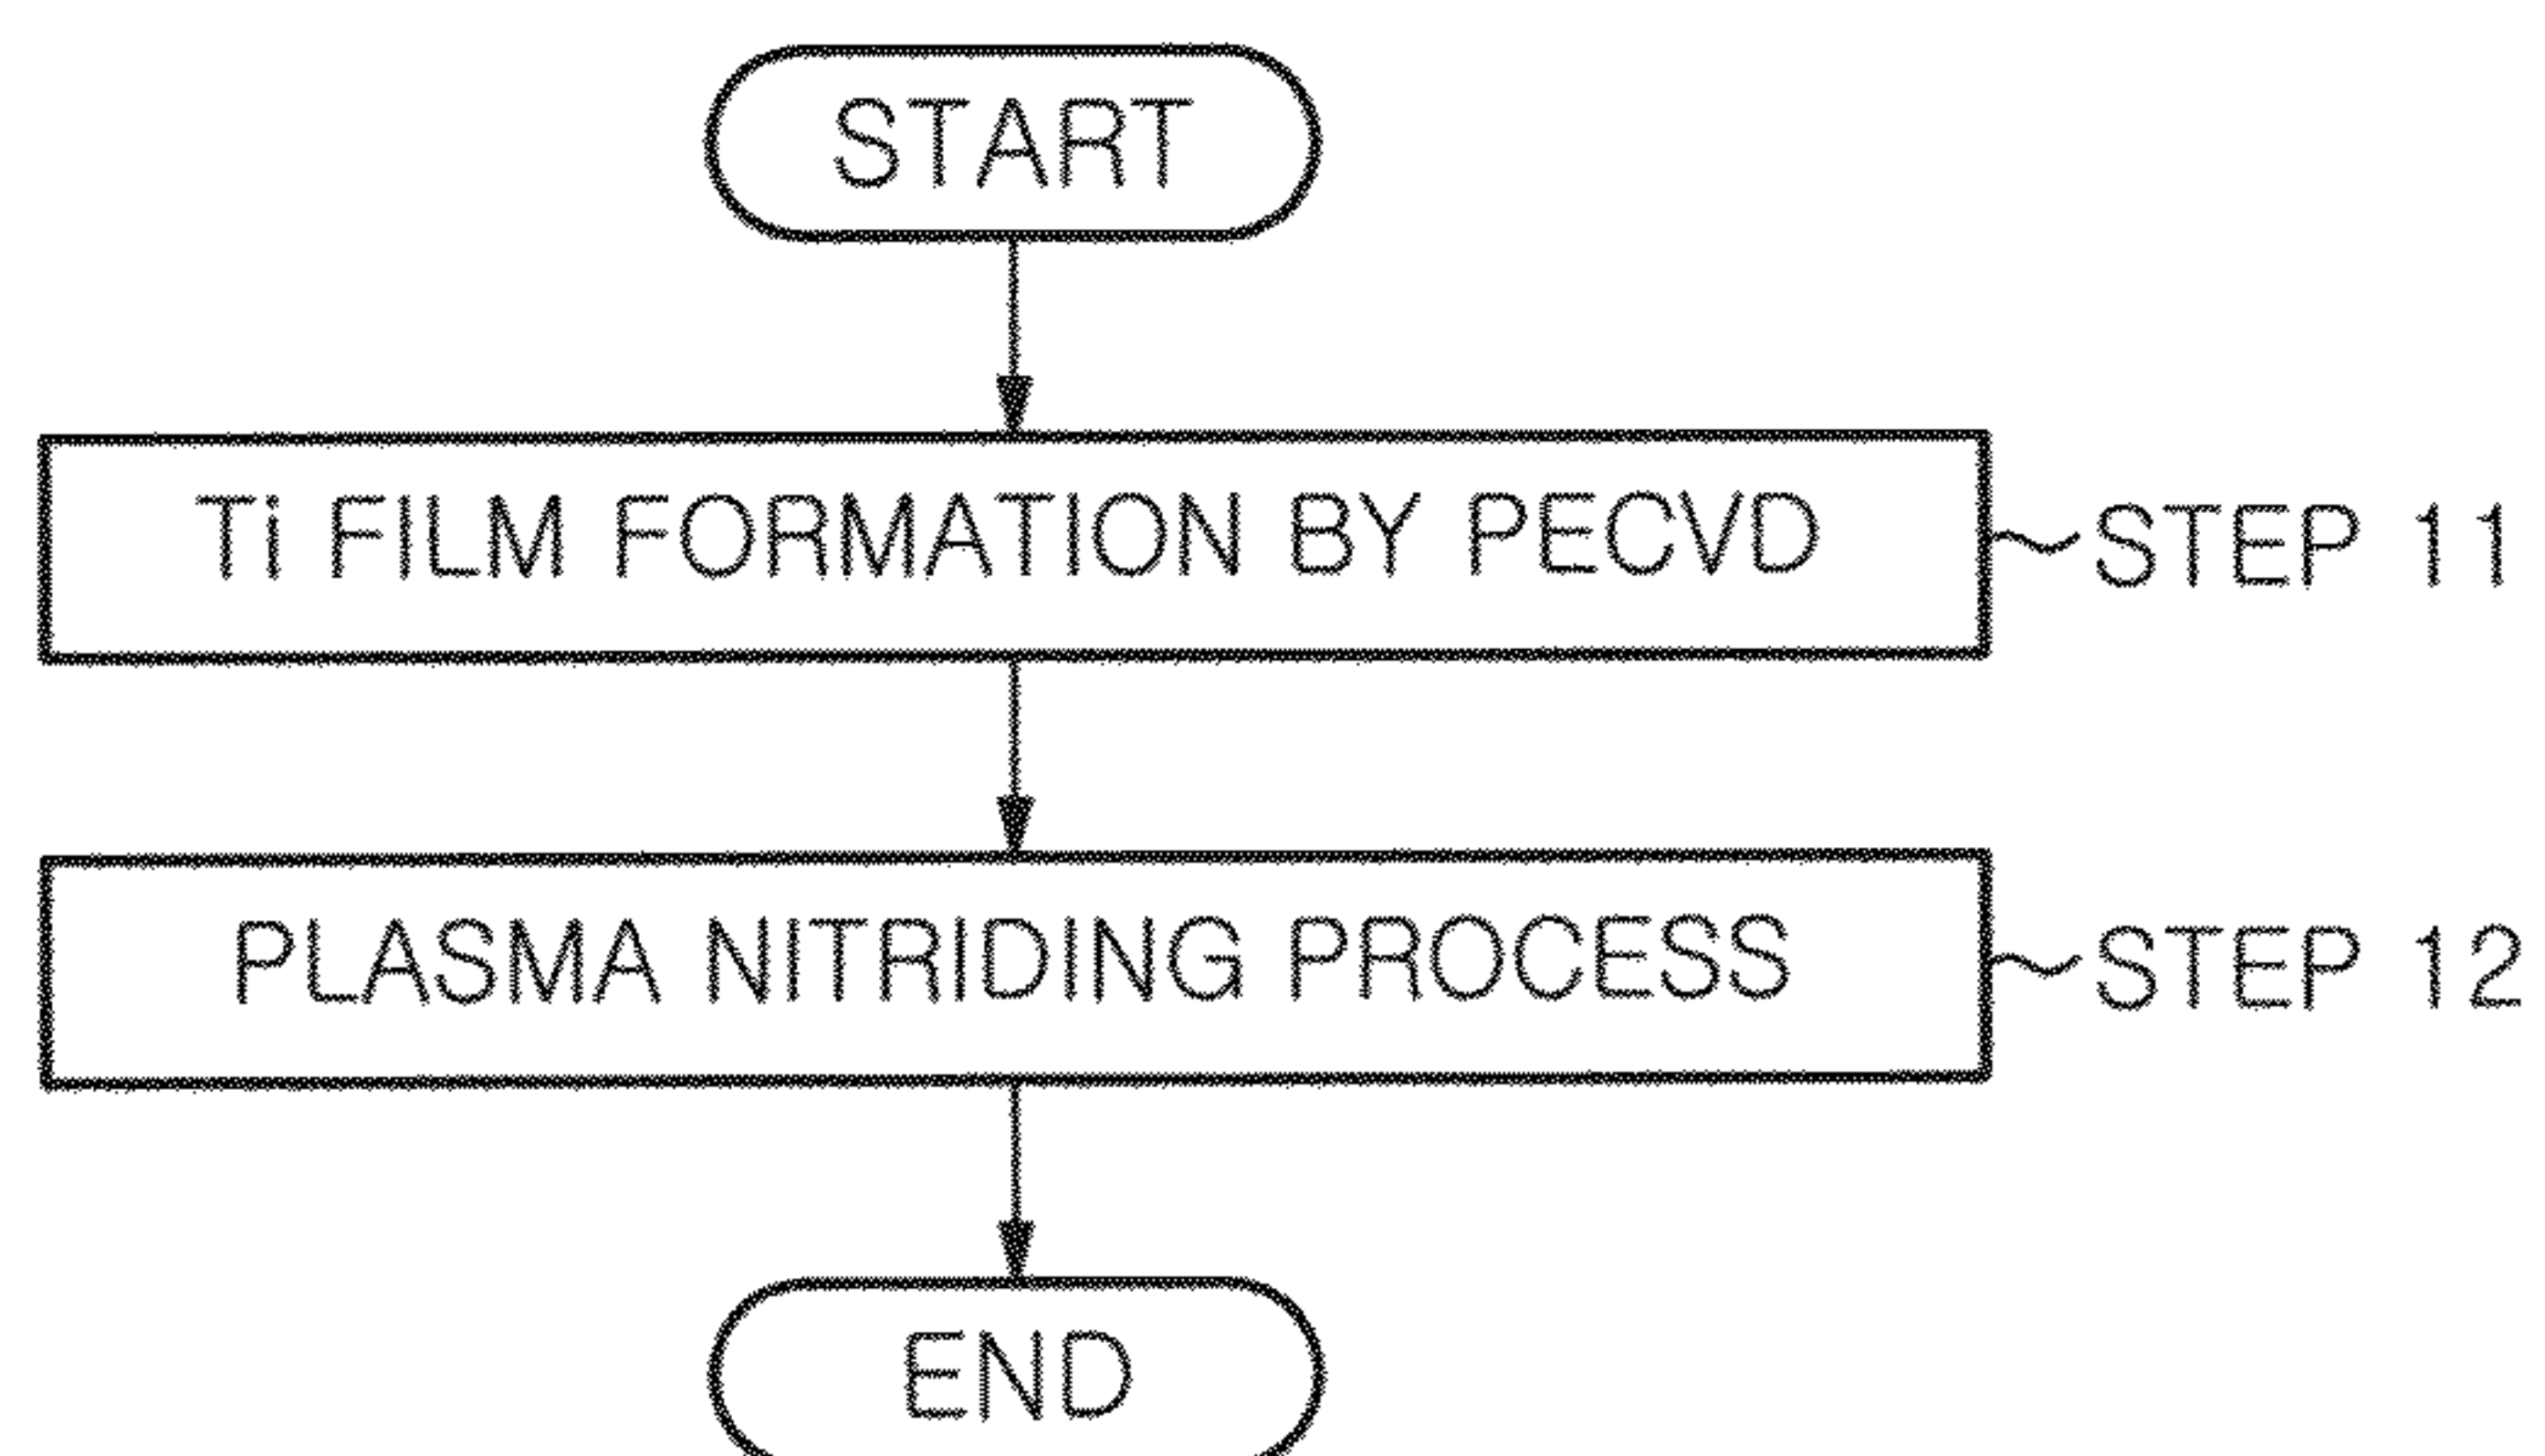 START
Ti FILM FORMATION BY PECVD
STEP 11
PLASMA NITRIDING PROCESS
STEP 12
END